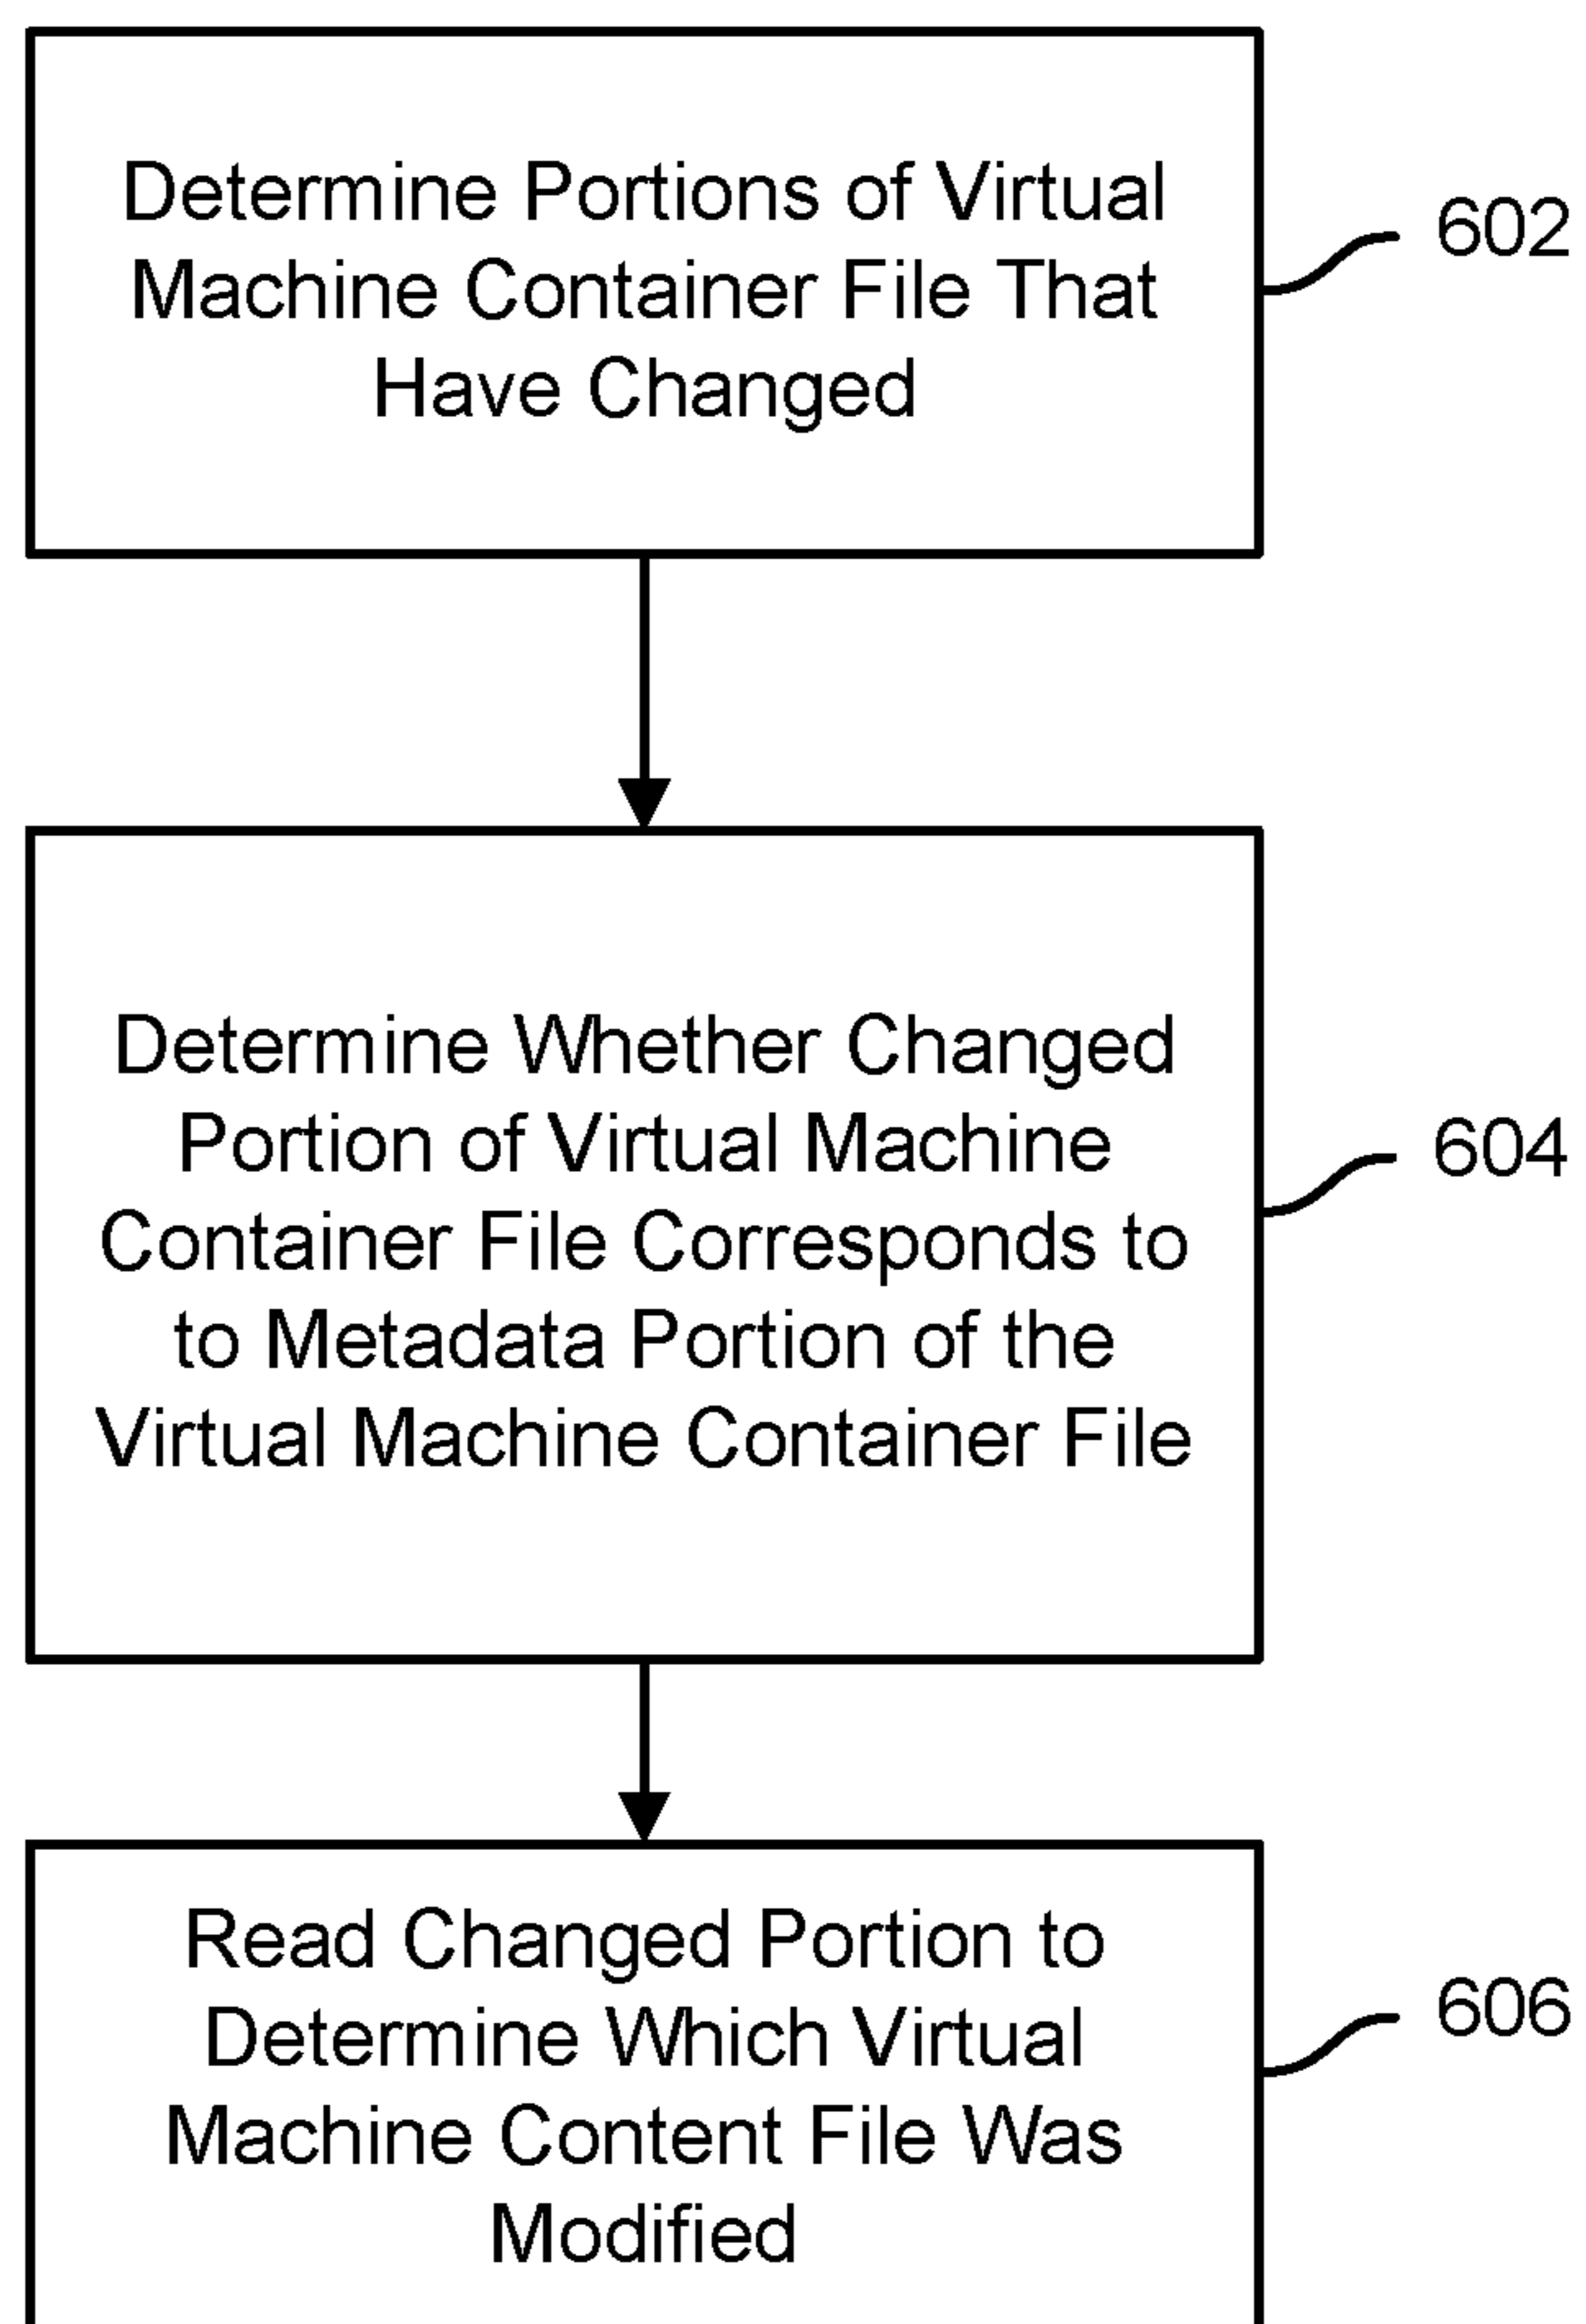 Determine Portions of Virtual
Machine Container File That
Have Changed
602
Determine Whether Changed
Portion of Virtual Machine
Container File Corresponds to
to Metadata Portion of the
Virtual Machine Container File
604
Read Changed Portion to
Determine Which Virtual
Machine Content File Was
Modified
606